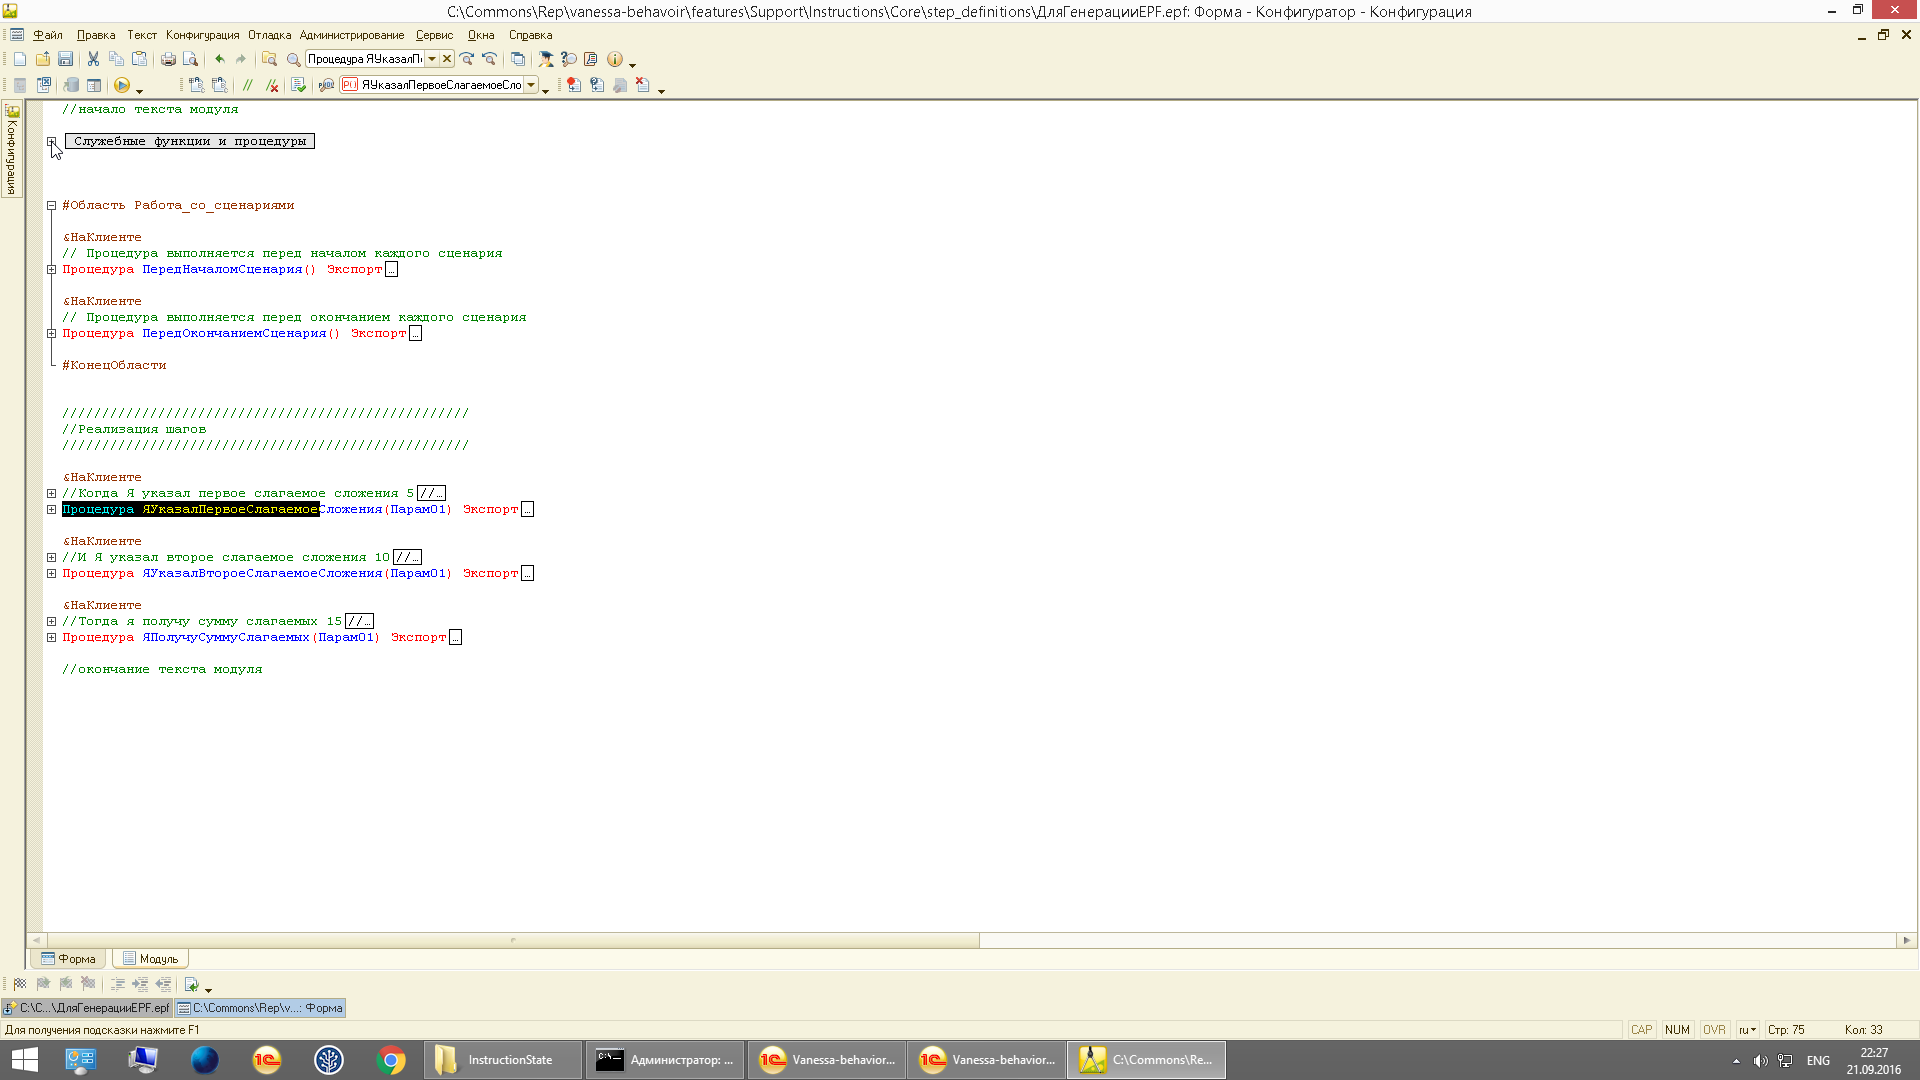 C:\Commons\Rep\vanessa-behavoir\features\Support\Instructions\Core\step_definitions\ДляГенерацииEPF.epf: Форма - Конфигуратор - Конфигурация
Файл Правка Текст Конфигурация Отладка Администрирование Сервис Окна Справка
Процедура ЯУказалП
ЯУказалПервоеСлагаемоеСло
Конфигурация
//начало текста модуля
Служебные функции и процедуры
#Область Работа_со_сценариями
&НаКлиенте
// Процедура выполняется перед началом каждого сценария
Процедура ПередНачаломСценария() Экспорт...
&НаКлиенте
// Процедура выполняется перед окончанием каждого сценария
Процедура ПередОкончаниемСценария() Экспорт...
#КонецОбласти
///////////////////////////////////////////////////
//Реализация шагов
///////////////////////////////////////////////////
&НаКлиенте
//Когда Я указал первое слагаемое сложения 5 //...
Процедура ЯУказалПервоеСлагаемоеСложения(Парам01) Экспорт...
&НаКлиенте
//И Я указал второе слагаемое сложения 10 //...
Процедура ЯУказалВтороеСлагаемоеСложения(Парам01) Экспорт...
&НаКлиенте
//Тогда я получу сумму слагаемых 15 //...
Процедура ЯПолучуСуммуСлагаемых(Парам01) Экспорт...
//окончание текста модуля
Форма Модуль
C:\C...\ДляГенерацииEPF.epf C:\Commons\Rep\v...: Форма
Для получения подсказки нажмите F1 CAP NUM OVR ru Стр: 75 Кол: 33
InstructionState Администратор: ... Vanessa-behavior... Vanessa-behavior... C:\Commons\Re... ENG 22:27
21.09.2016